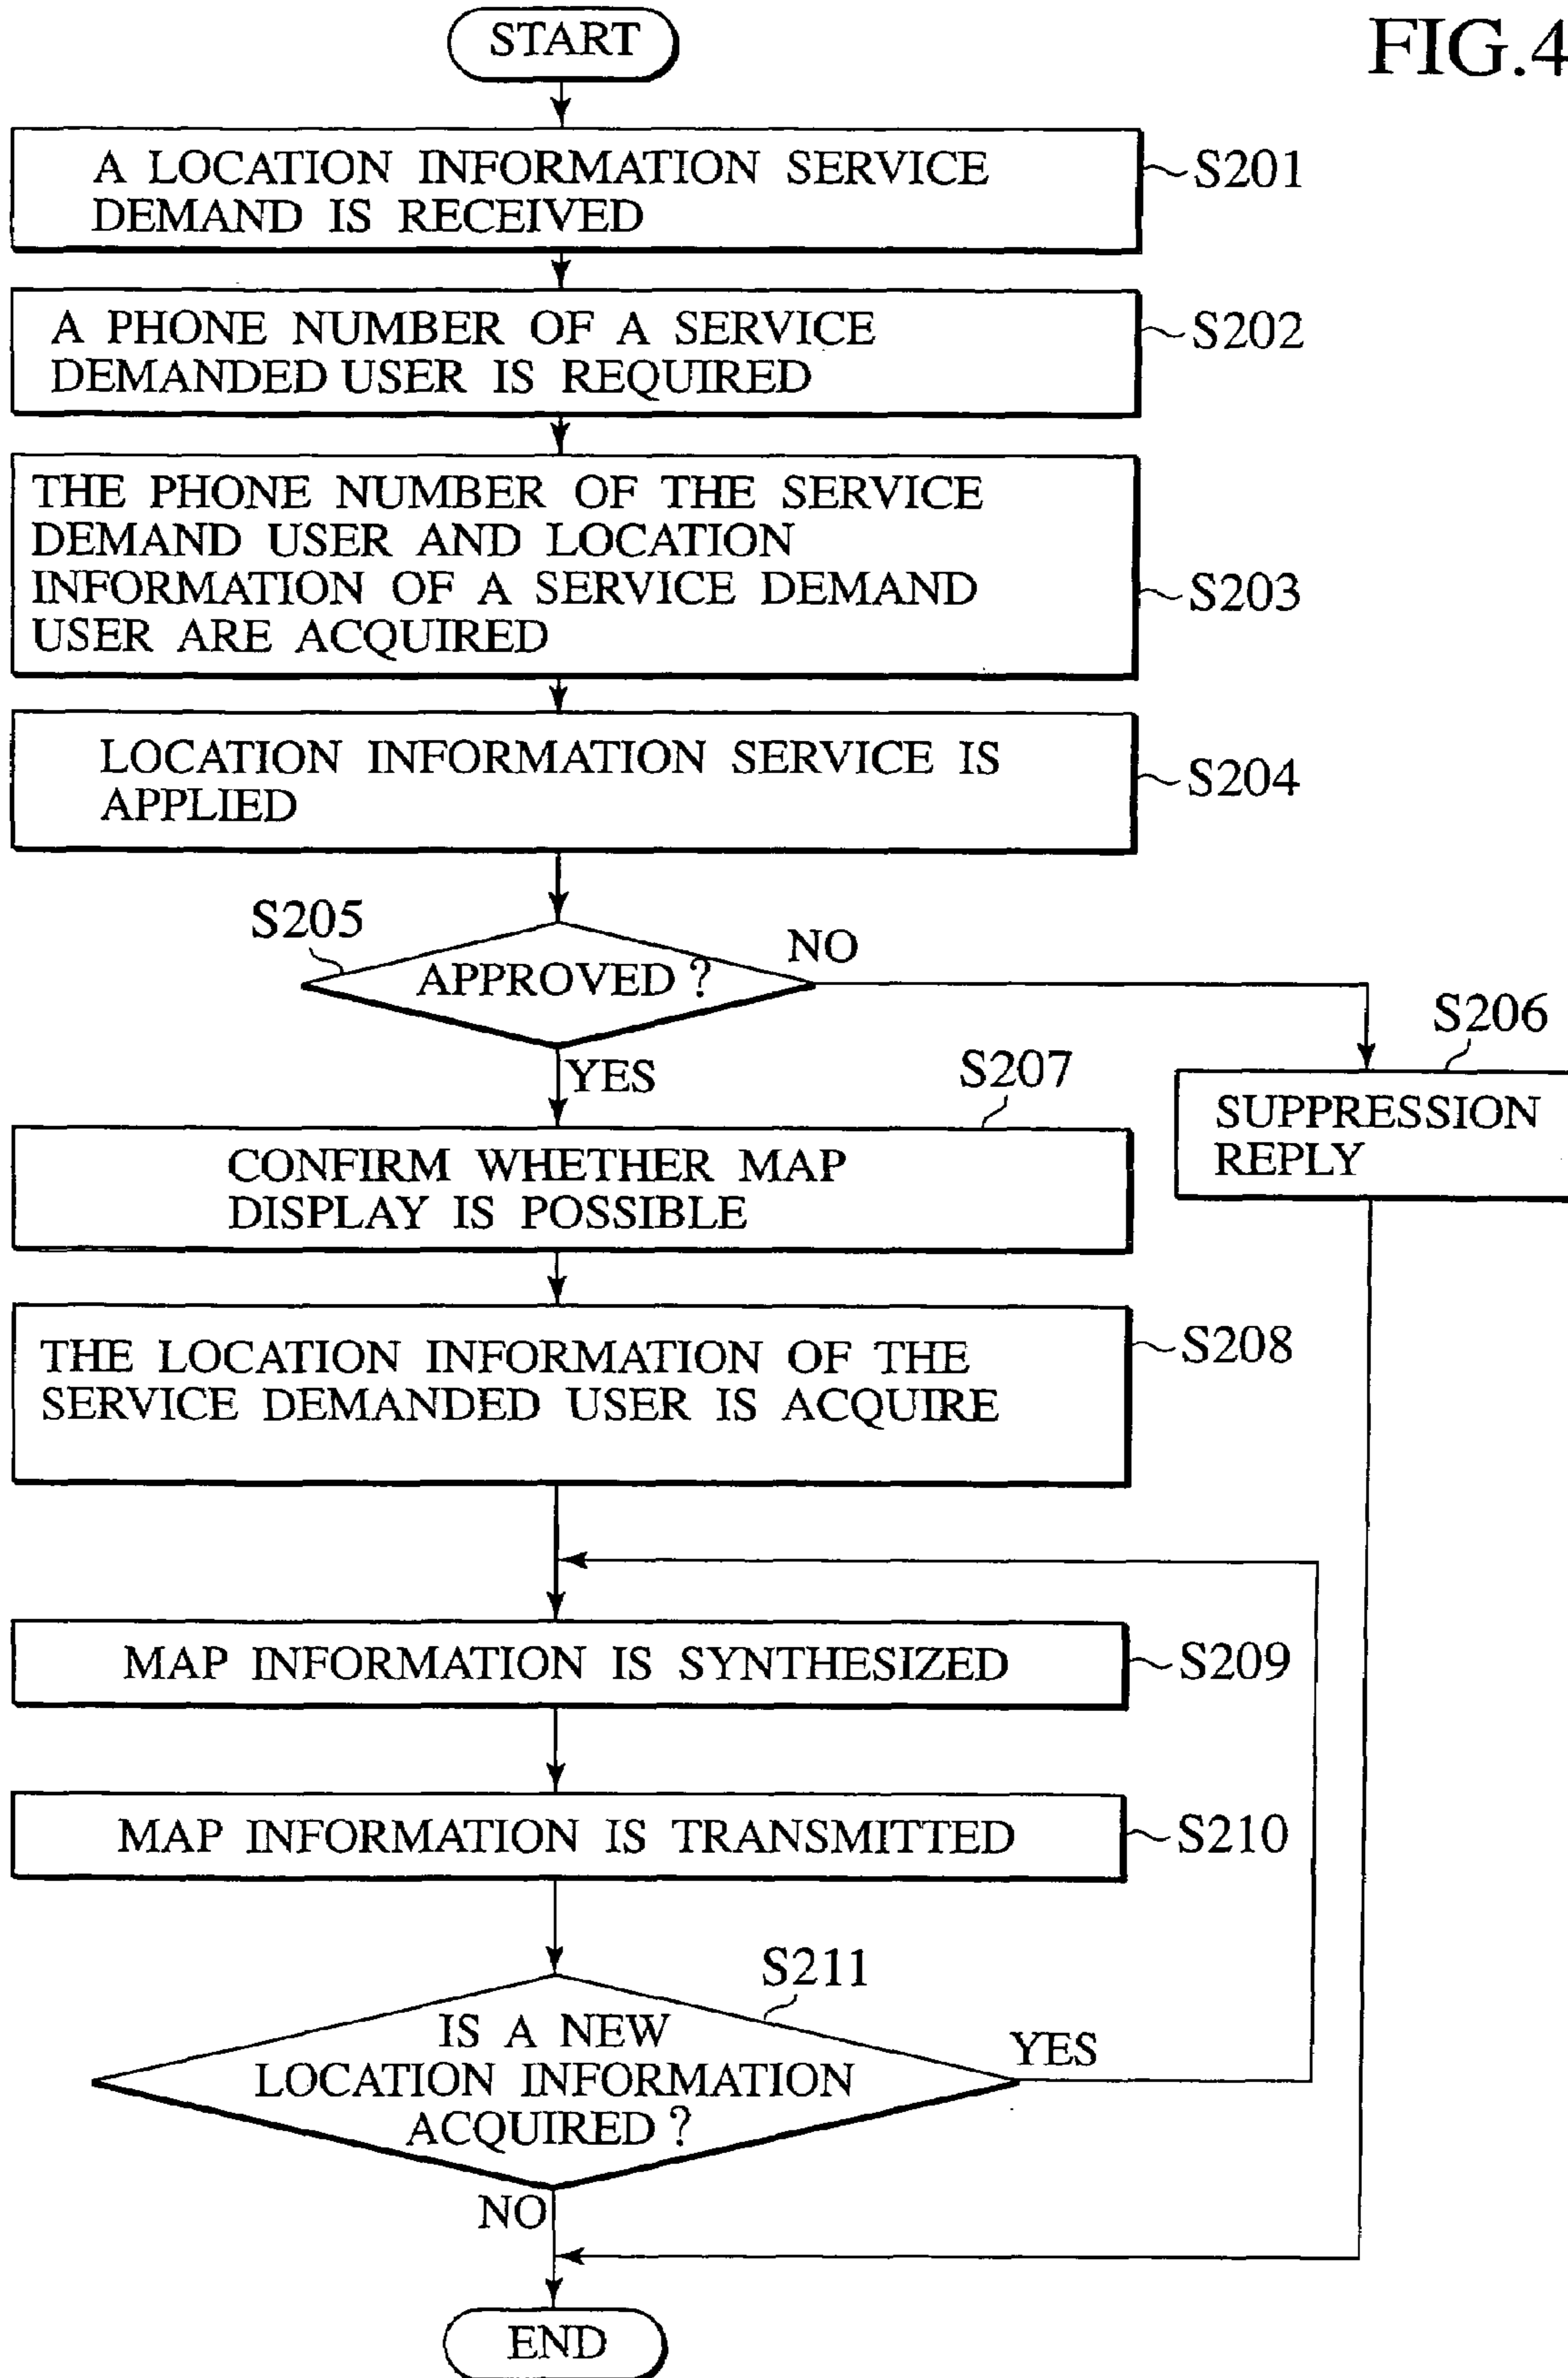 FIG.4
START
A LOCATION INFORMATION SERVICE
DEMAND IS RECEIVED
S201
A PHONE NUMBER OF A SERVICE
DEMANDED USER IS REQUIRED
S202
THE PHONE NUMBER OF THE SERVICE
DEMAND USER AND LOCATION
INFORMATION OF A SERVICE DEMAND
USER ARE ACQUIRED
S203
LOCATION INFORMATION SERVICE IS
APPLIED
S204
S205
APPROVED ?
NO
YES
S206
SUPPRESSION
REPLY
S207
CONFIRM WHETHER MAP
DISPLAY IS POSSIBLE
THE LOCATION INFORMATION OF THE
SERVICE DEMANDED USER IS ACQUIRE
S208
MAP INFORMATION IS SYNTHESIZED
S209
MAP INFORMATION IS TRANSMITTED
S210
S211
IS A NEW
LOCATION INFORMATION
ACQUIRED ?
YES
NO
END